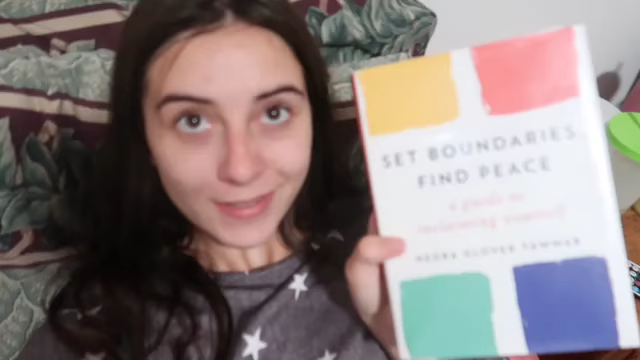 SET BOUNDARIES,
FIND PEACE
a guide to
reclaiming yourself
NEDRA GLOVER TAWWAB